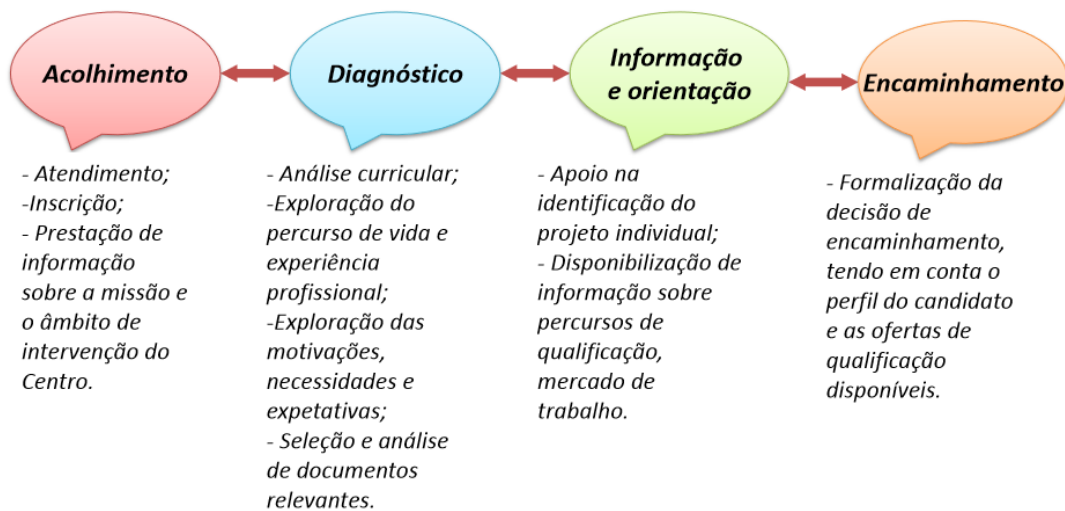 Acolhimento
- Atendimento;
-Inscrição;
- Prestação de
informação
sobre a missão e
o âmbito de
intervenção do
Centro.
Diagnóstico
- Análise curricular;
-Exploração do
percurso de vida e
experiência
profissional;
-Exploração das
motivações,
necessidades e
expetativas;
- Seleção e análise
de documentos
relevantes.
Informação
e orientação
- Apoio na
identificação do
projeto individual;
- Disponibilização de
informação sobre
percursos de
qualificação,
mercado de
trabalho.
Encaminhamento
- Formalização da
decisão de
encaminhamento,
tendo em conta o
perfil do candidato
e as ofertas de
qualificação
disponíveis.